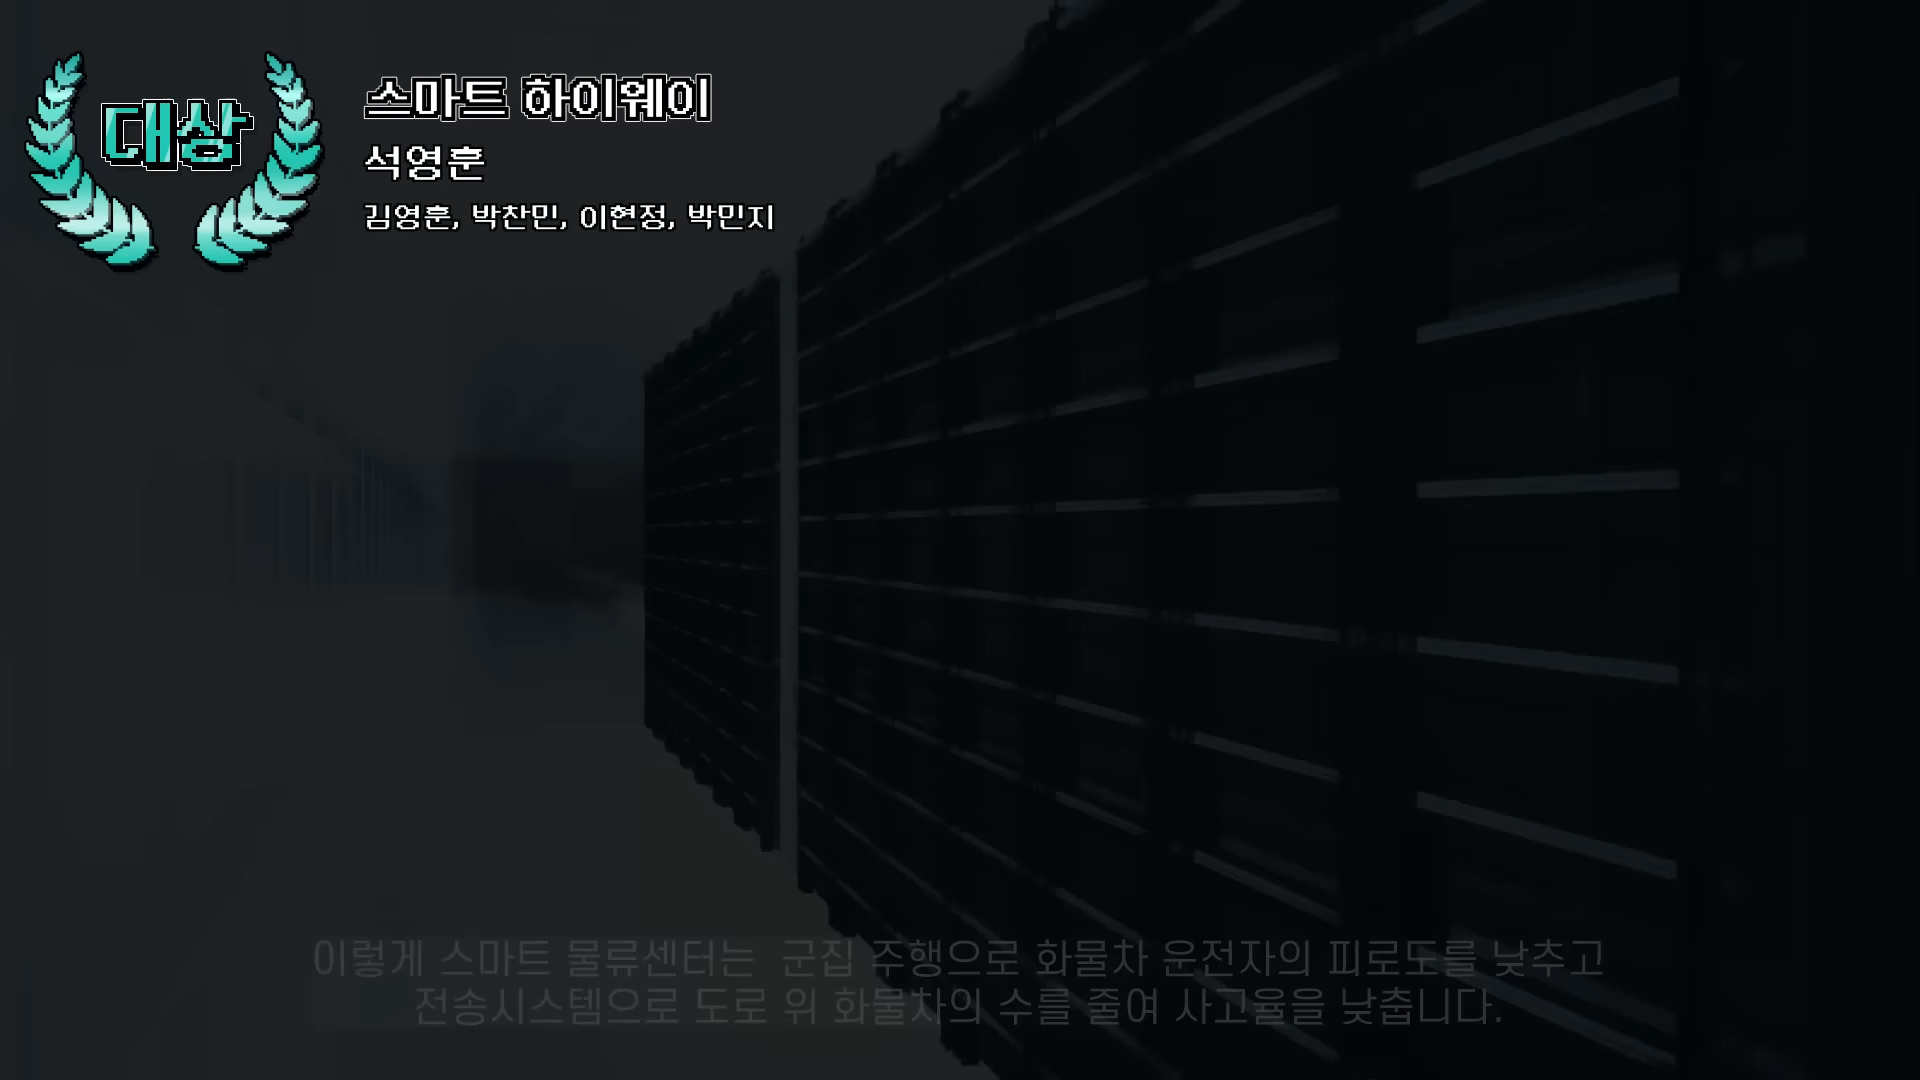 대상
스마트 하이웨이
석영훈
김영훈, 박찬민, 이현정, 박민지
이렇게 스마트 물류센터는 군집 주행으로 화물차 운전자의 피로도를 낮추고
전송시스템으로 도로 위 화물차의 수를 줄여 사고율을 낮춥니다.